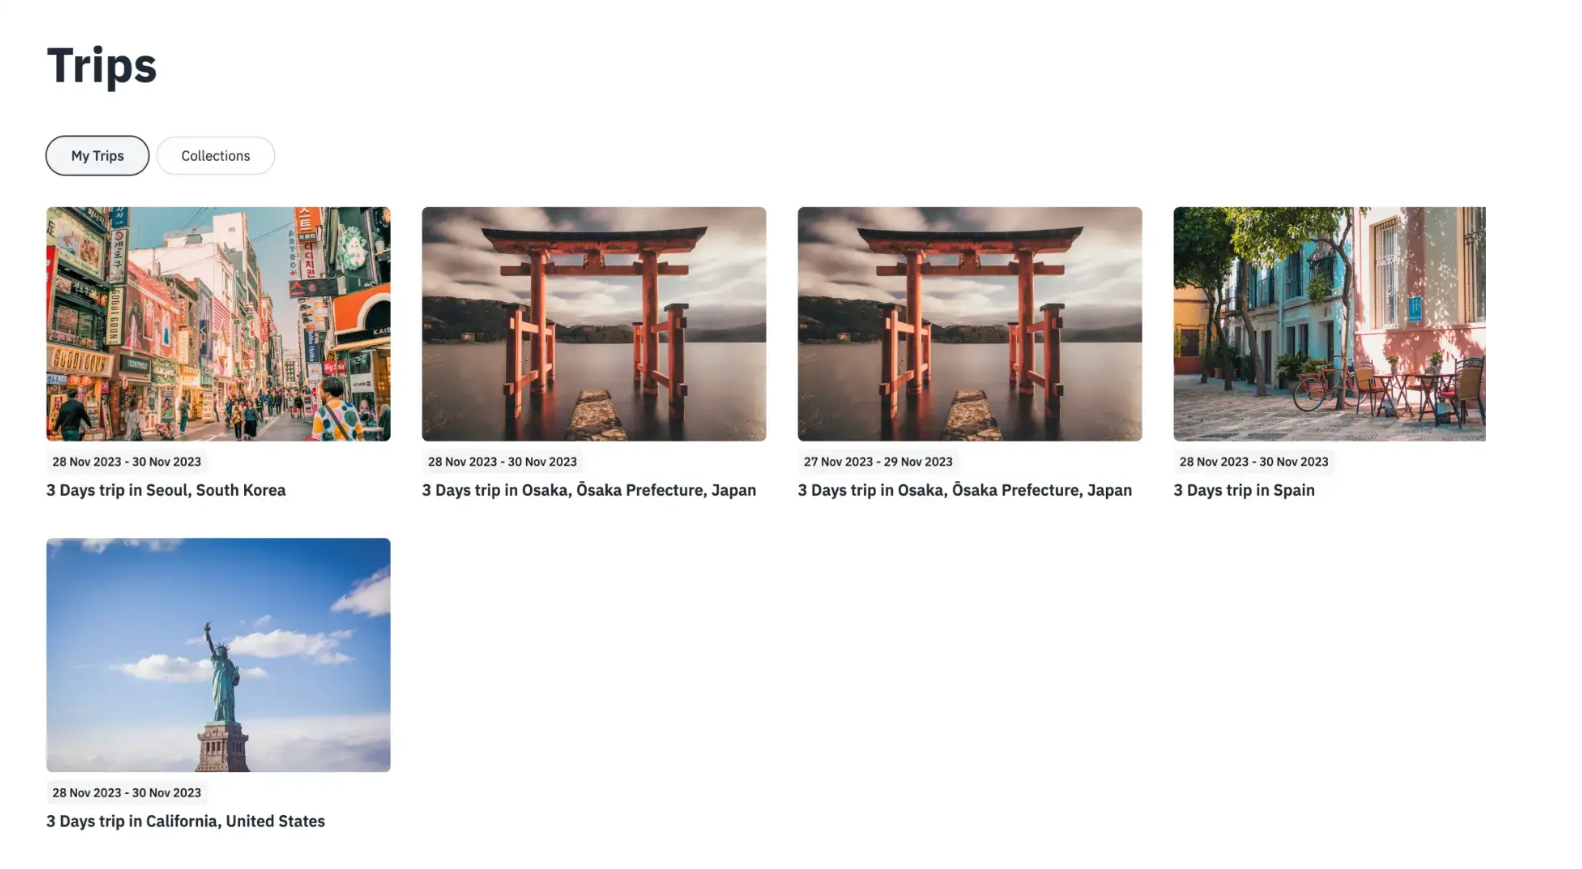 Trips
My Trips
Collections
KAIS
28 Nov 2023 - 30 Nov 2023
3 Days trip in Seoul, South Korea
28 Nov 2023 - 30 Nov 2023
3 Days trip in Osaka, Ōsaka Prefecture, Japan
27 Nov 2023 - 29 Nov 2023
3 Days trip in Osaka, Ōsaka Prefecture, Japan
28 Nov 2023 - 30 Nov 2023
3 Days trip in Spain
28 Nov 2023 - 30 Nov 2023
3 Days trip in California, United States